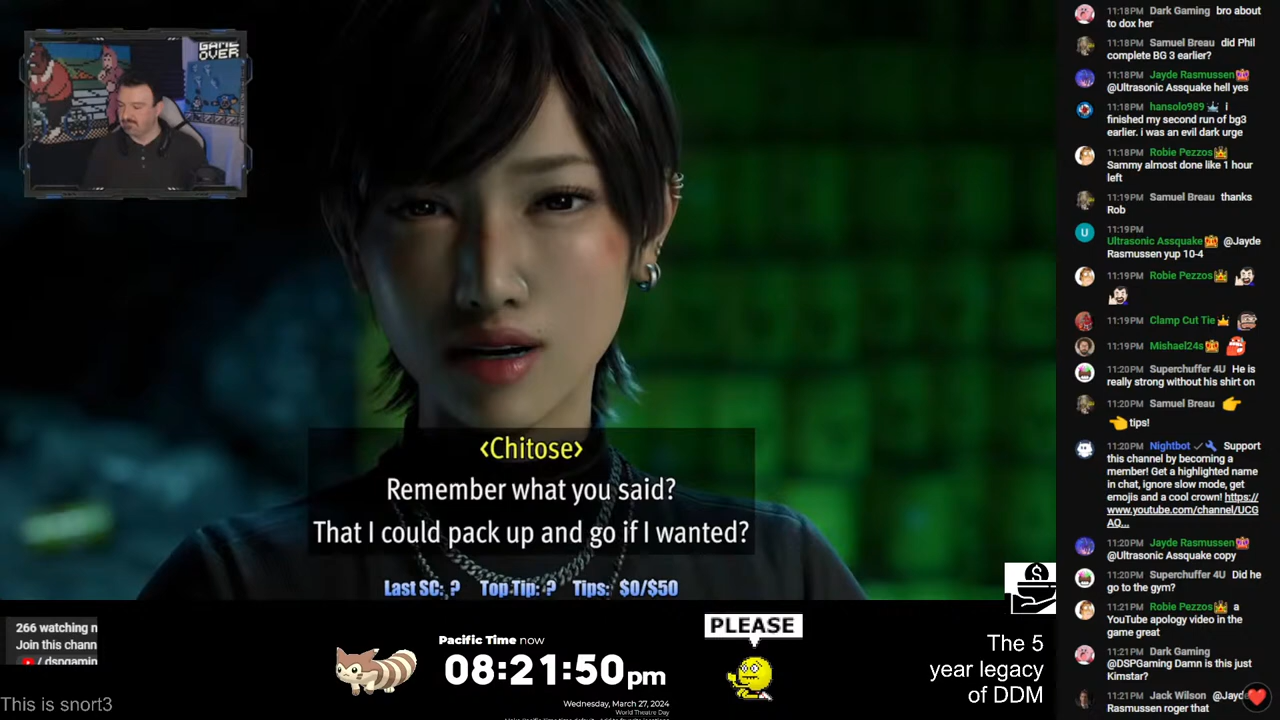 GAME
OVER
<Chitose>
Remember what you said?
That I could pack up and go if I wanted?
Last SC: ?   Top Tip: ?   Tips:  $0/$50
266 watching n
Join this chann
/ dspgamin
This is snort3
Pacific Time now
08:21:50pm
Wednesday, March 27, 2024
World Theatre Day
PLEASE
The 5
year legacy
of DDM
11:18PM Dark Gaming bro about
to dox her
11:18PM Samuel Breau did Phil
complete BG 3 earlier?
11:18PM Jayde Rasmussen
@Ultrasonic Assquake hell yes
11:18PM hansolo989 i
finished my second run of bg3
earlier. i was an evil dark urge
11:18PM Robie Pezzos
Sammy almost done like 1 hour
left
11:19PM Samuel Breau thanks
Rob
U
11:19PM
Ultrasonic Assquake @Jayde
Rasmussen yup 10-4
11:19PM Robie Pezzos
11:19PM Clamp Cut Tie
11:19PM Mishael24s
11:20PM Superchuffer 4U He is
really strong without his shirt on
11:20PM Samuel Breau
tips!
11:20PM Nightbot Support
this channel by becoming a
member! Get a highlighted name
in chat, ignore slow mode, get
emojis and a cool crown! https://
www.youtube.com/channel/UCG
AO...
11:20PM Jayde Rasmussen
@Ultrasonic Assquake copy
11:20PM Superchuffer 4U Did he
go to the gym?
11:21PM Robie Pezzos a
YouTube apology video in the
game great
11:21PM Dark Gaming
@DSPGaming Damn is this just
Kimstar?
11:21PM Jack Wilson @Jayd
Rasmussen roger that